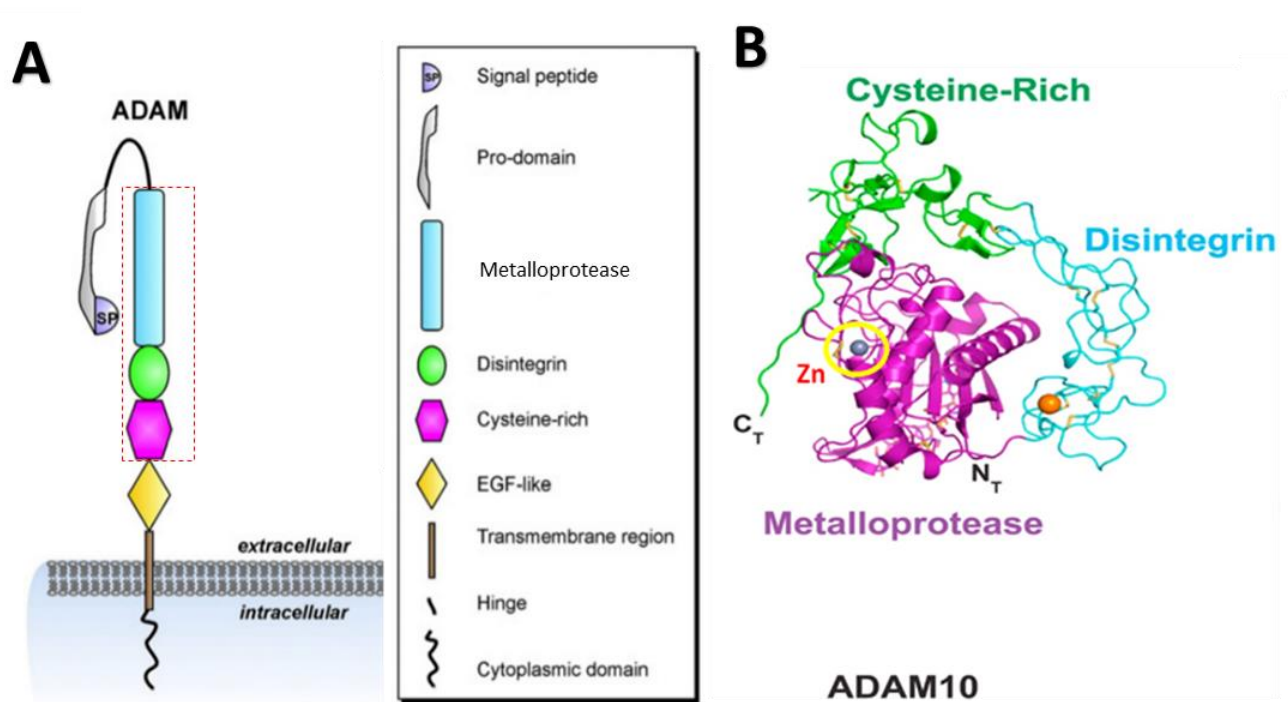 A
ADAM
SP
extracellular
intracellular
SP
Signal peptide
Pro-domain
Metalloprotease
Disintegrin
Cysteine-rich
EGF-like
Transmembrane region
Hinge
Cytoplasmic domain
B
Cysteine-Rich
Disintegrin
Zn
CT
NT
Metalloprotease
ADAM10